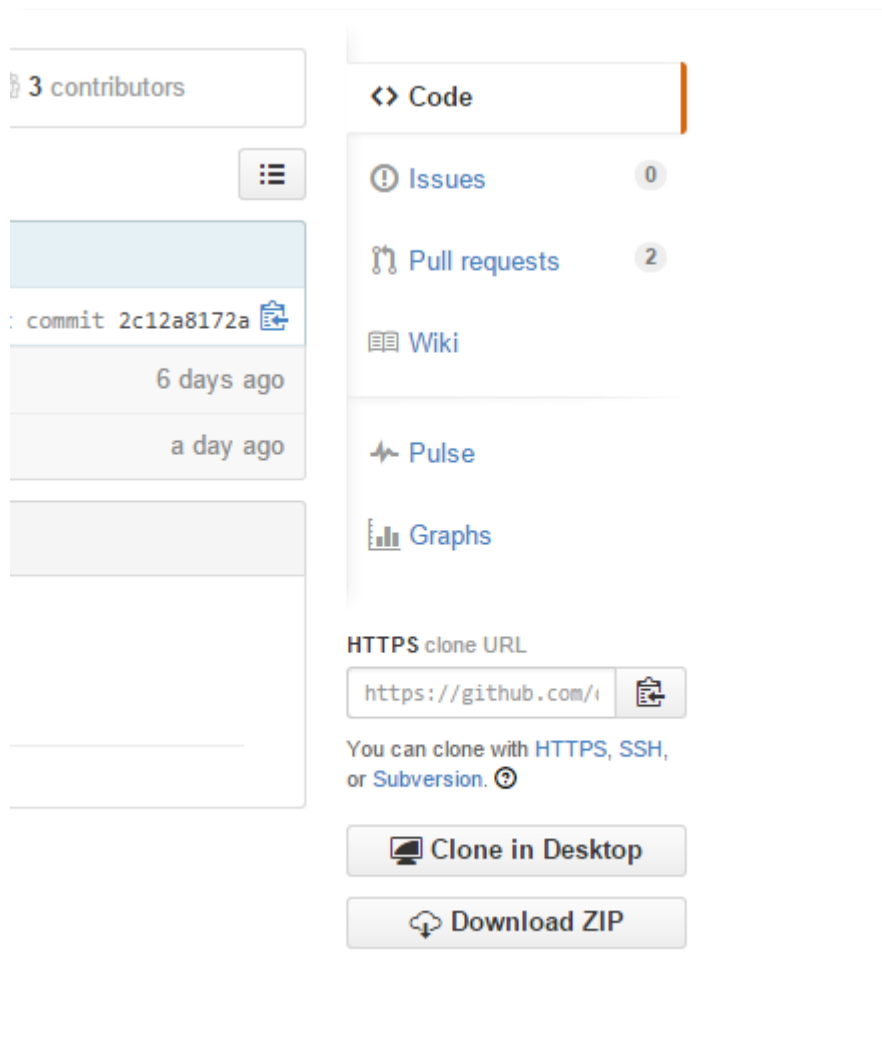 3 contributors
commit 2c12a8172a
6 days ago
a day ago
Code
Issues 0
Pull requests 2
Wiki
Pulse
Graphs
HTTPS clone URL
https://github.com/
You can clone with HTTPS, SSH,
or Subversion.
Clone in Desktop
Download ZIP